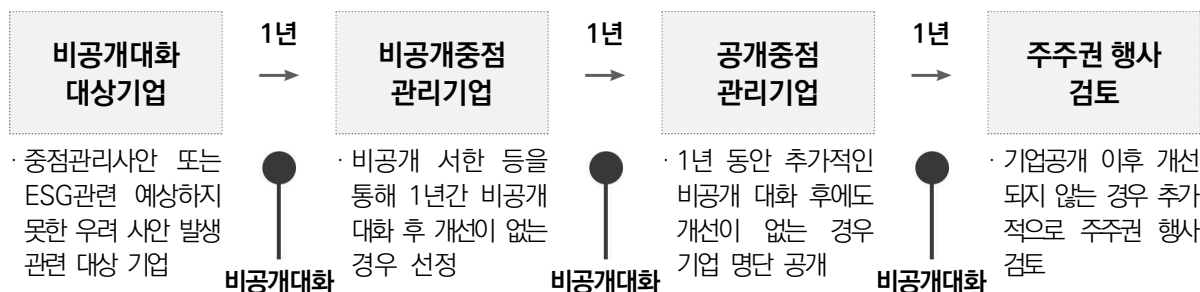 비공개대화
대상기업
1년
→
비공개중점
관리기업
1년
→
공개중점
관리기업
1년
→
주주권 행사
검토
· 중점관리사안 또는
ESG관련 예상하지
못한 우려 사안 발생
관련 대상 기업
비공개대화
· 비공개 서한 등을
통해 1년간 비공개
대화 후 개선이 없는
경우 선정
비공개대화
· 1년 동안 추가적인
비공개 대화 후에도
개선이 없는 경우
기업 명단 공개
비공개대화
· 기업공개 이후 개선
되지 않는 경우 추가
적으로 주주권 행사
검토